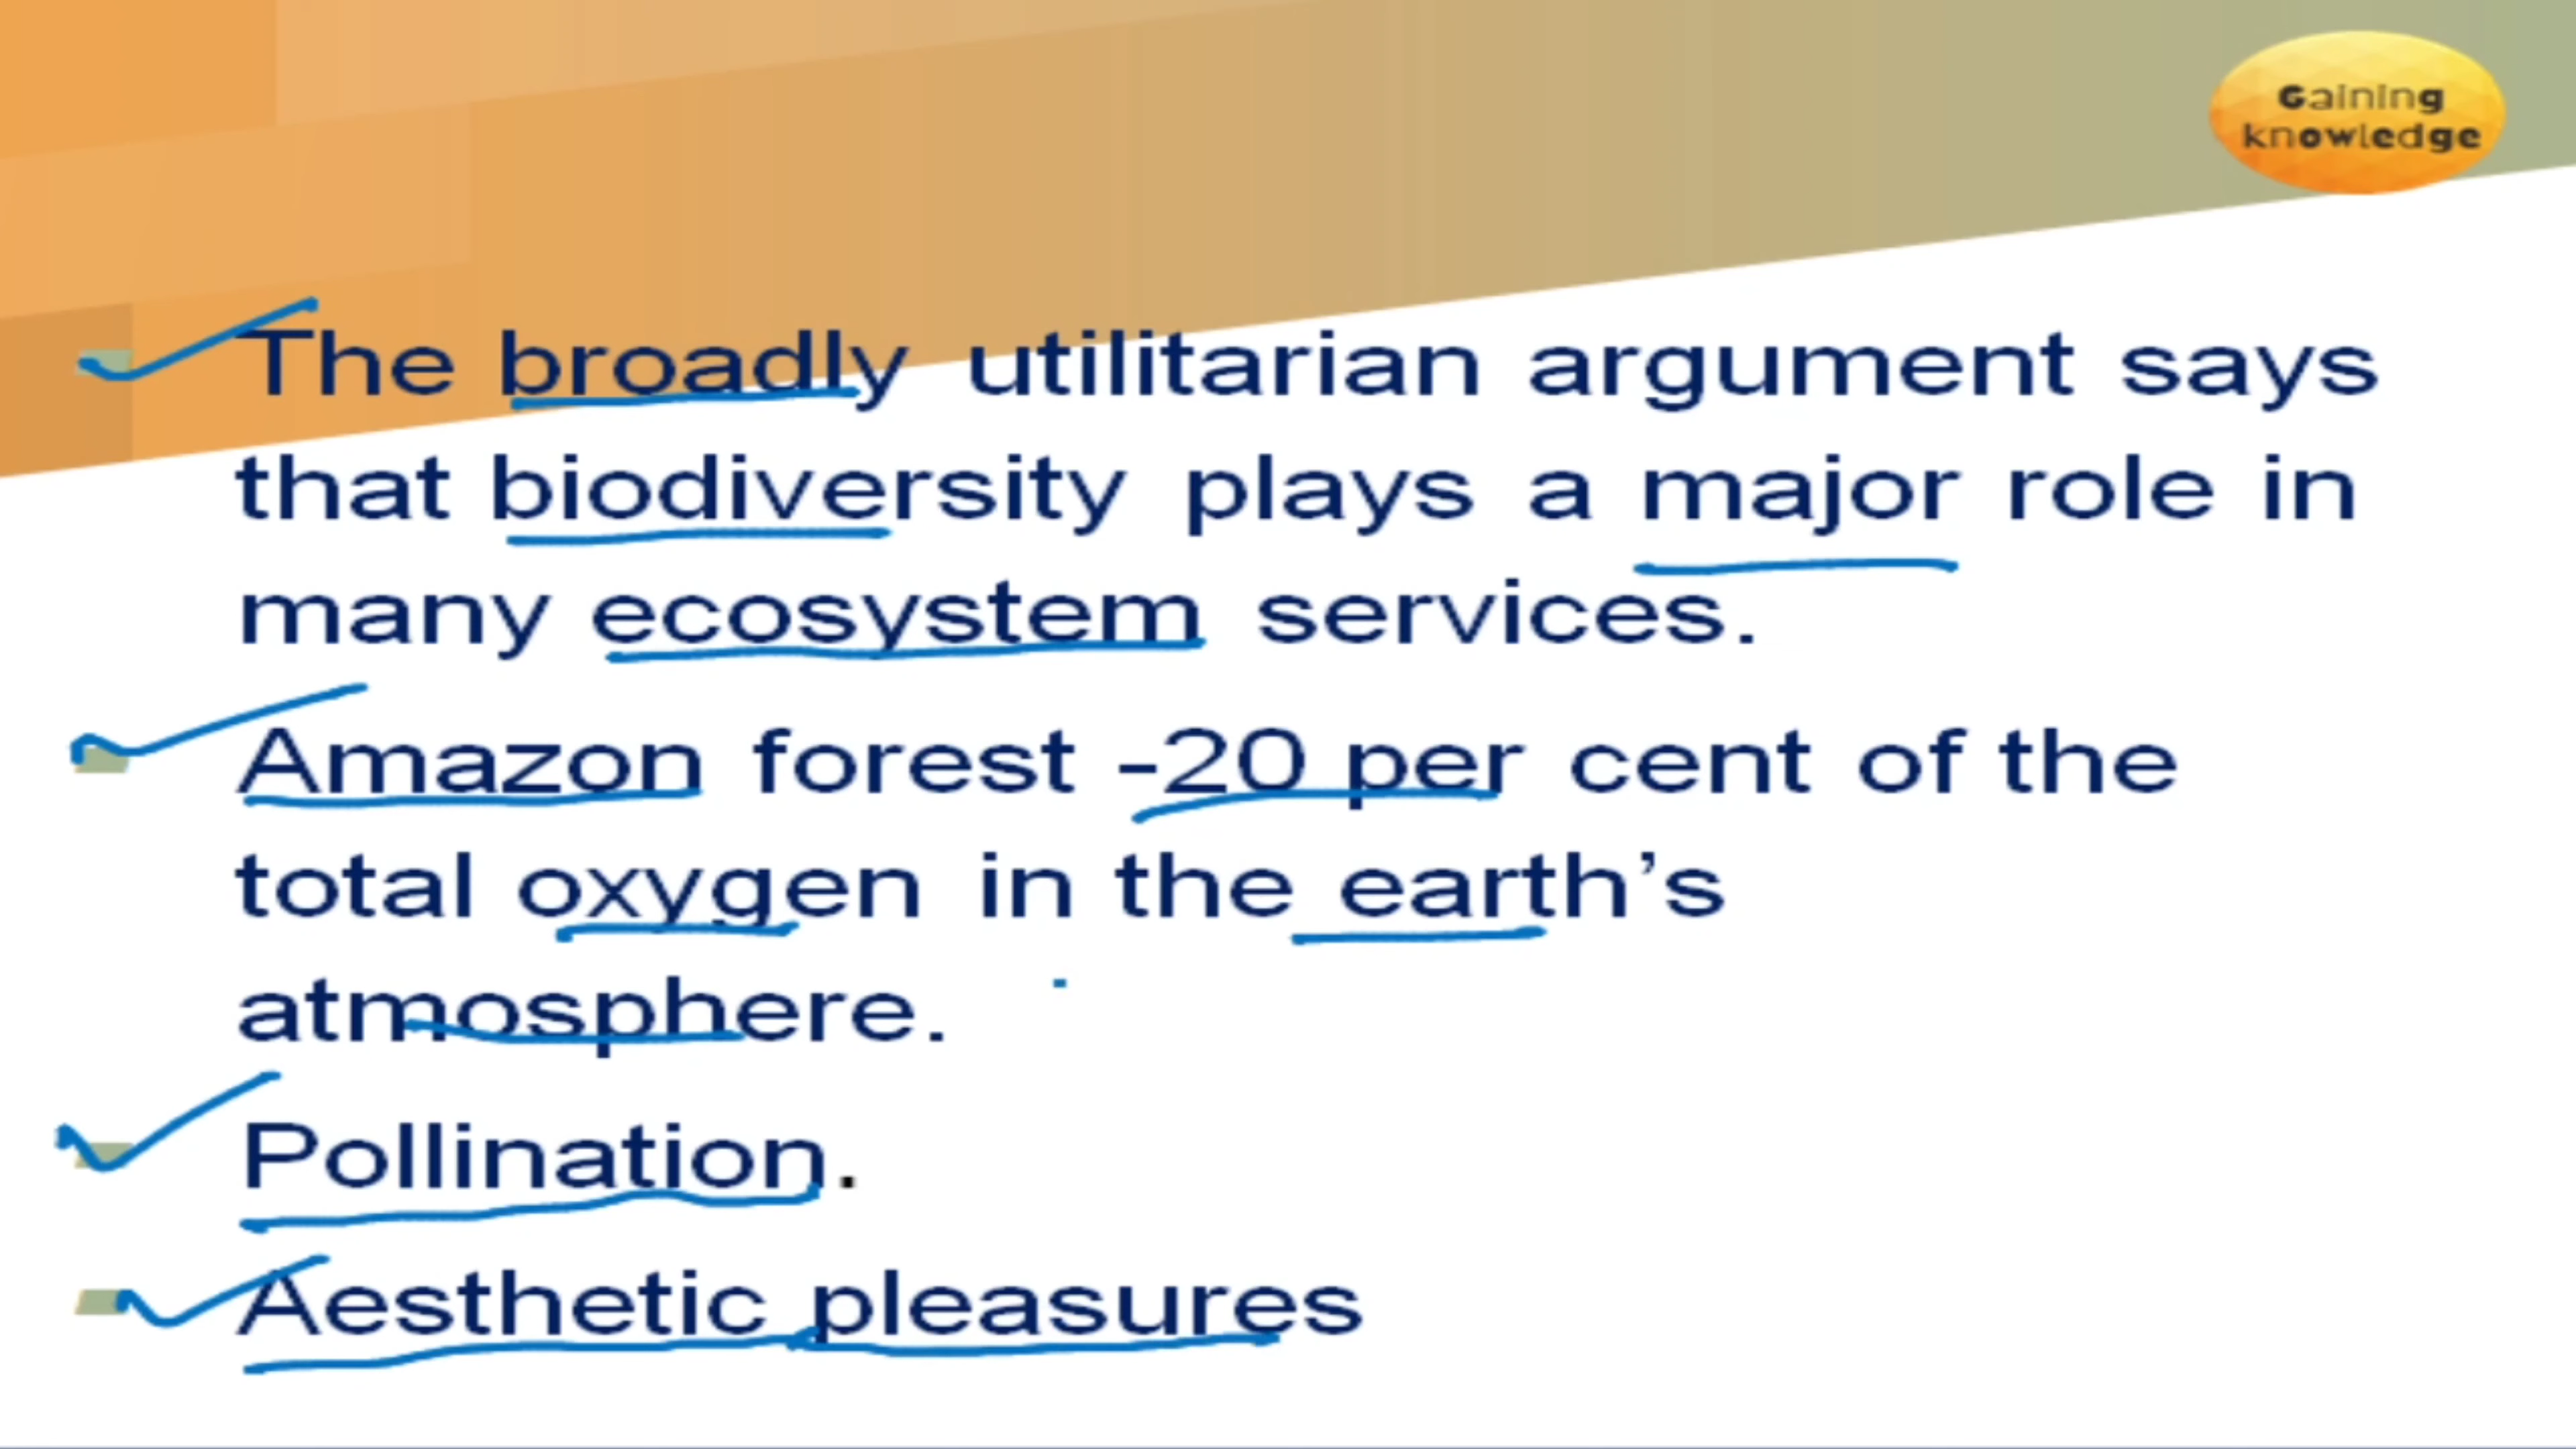 Gaining
knowledge
The broadly utilitarian argument says
that biodiversity plays a major role in
many ecosystem services.
Amazon forest -20 per cent of the
total oxygen in the earth’s
atmosphere.
Pollination.
Aesthetic pleasures